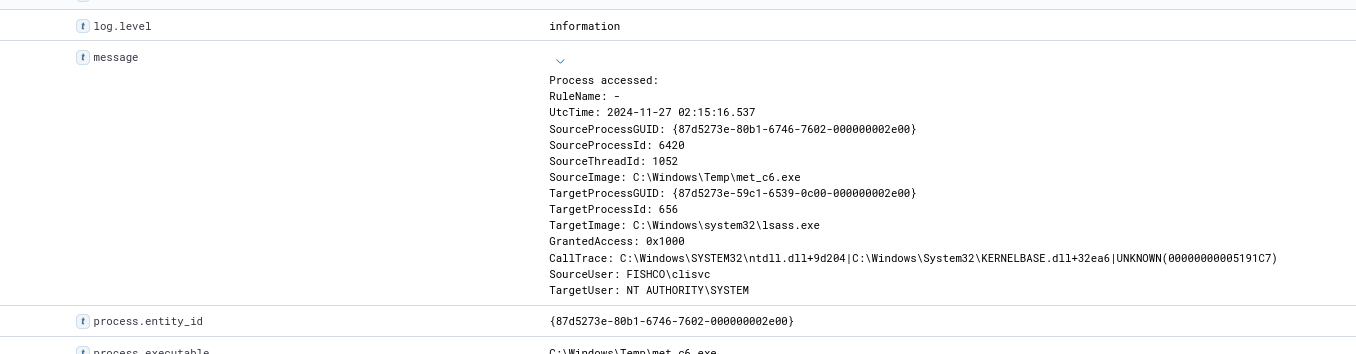 t log.level information
t message
Process accessed:
RuleName: -
UtcTime: 2024-11-27 02:15:16.537
SourceProcessGUID: {87d5273e-80b1-6746-7602-000000002e00}
SourceProcessId: 6420
SourceThreadId: 1052
SourceImage: C:\Windows\Temp\met_c6.exe
TargetProcessGUID: {87d5273e-59c1-6539-0c00-000000002e00}
TargetProcessId: 656
TargetImage: C:\Windows\system32\lsass.exe
GrantedAccess: 0x1000
CallTrace: C:\Windows\SYSTEM32\ntdll.dll+9d204|C:\Windows\System32\KERNELBASE.dll+32ea6|UNKNOWN(00000000005191C7)
SourceUser: FISHCO\clisvc
TargetUser: NT AUTHORITY\SYSTEM
t process.entity_id {87d5273e-80b1-6746-7602-000000002e00}
t process.executable C:\Windows\Temp\met_c6.exe